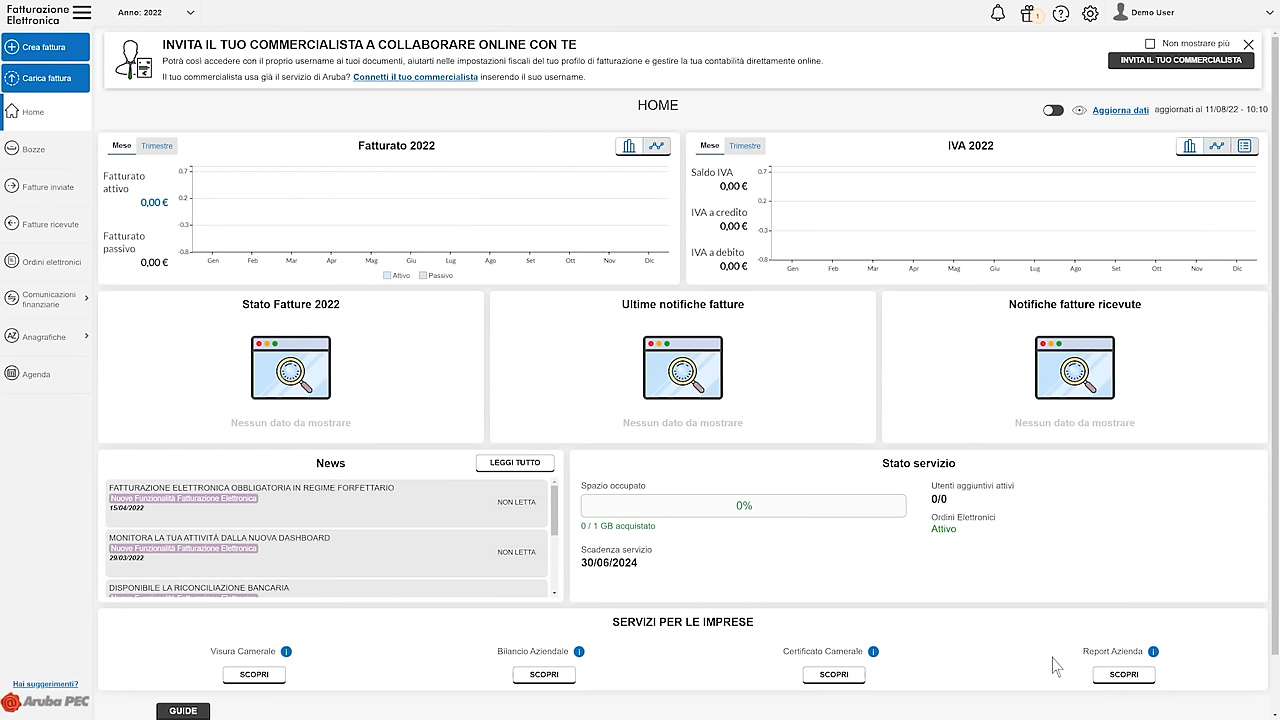 Fatturazione
Elettronica
Anno: 2022
1
Demo User
Crea fattura
Carica fattura
Home
Bozze
Fatture inviate
Fatture ricevute
Ordini elettronici
Comunicazioni
finanziarie
Anagrafiche
Agenda
Hai suggerimenti?
Aruba PEC
INVITA IL TUO COMMERCIALISTA A COLLABORARE ONLINE CON TE
Potrà così accedere con il proprio username ai tuoi documenti, aiutarti nelle impostazioni fiscali del tuo profilo di fatturazione e gestire la tua contabilità direttamente online.
Il tuo commercialista usa già il servizio di Aruba? Connetti il tuo commercialista inserendo il suo username.
Non mostrare più
INVITA IL TUO COMMERCIALISTA
HOME
Aggiorna dati aggiornati al 11/08/22 - 10:10
Mese Trimestre
Fatturato 2022
Fatturato
attivo
0,00 €
Fatturato
passivo
0,00 €
0.7
0.2
-0.3
-0.8
Gen Feb Mar Apr Mag Giu Lug Ago Set Ott Nov Dic
Attivo Passivo
Mese Trimestre
IVA 2022
Saldo IVA
0,00 €
IVA a credito
0,00 €
IVA a debito
0,00 €
0.7
0.2
-0.3
-0.8
Gen Feb Mar Apr Mag Giu Lug Ago Set Ott Nov Dic
Stato Fatture 2022
Nessun dato da mostrare
Ultime notifiche fatture
Nessun dato da mostrare
Notifiche fatture ricevute
Nessun dato da mostrare
News
LEGGI TUTTO
FATTURAZIONE ELETTRONICA OBBLIGATORIA IN REGIME FORFETTARIO
Nuove Funzionalità Fatturazione Elettronica
15/04/2022
NON LETTA
MONITORA LA TUA ATTIVITÀ DALLA NUOVA DASHBOARD
Nuove Funzionalità Fatturazione Elettronica
29/03/2022
NON LETTA
DISPONIBILE LA RICONCILIAZIONE BANCARIA
Stato servizio
Spazio occupato
0%
0 / 1 GB acquistato
Scadenza servizio
30/06/2024
Utenti aggiuntivi attivi
0/0
Ordini Elettronici
Attivo
SERVIZI PER LE IMPRESE
Visura Camerale
SCOPRI
Bilancio Aziendale
SCOPRI
Certificato Camerale
SCOPRI
Report Azienda
SCOPRI
GUIDE